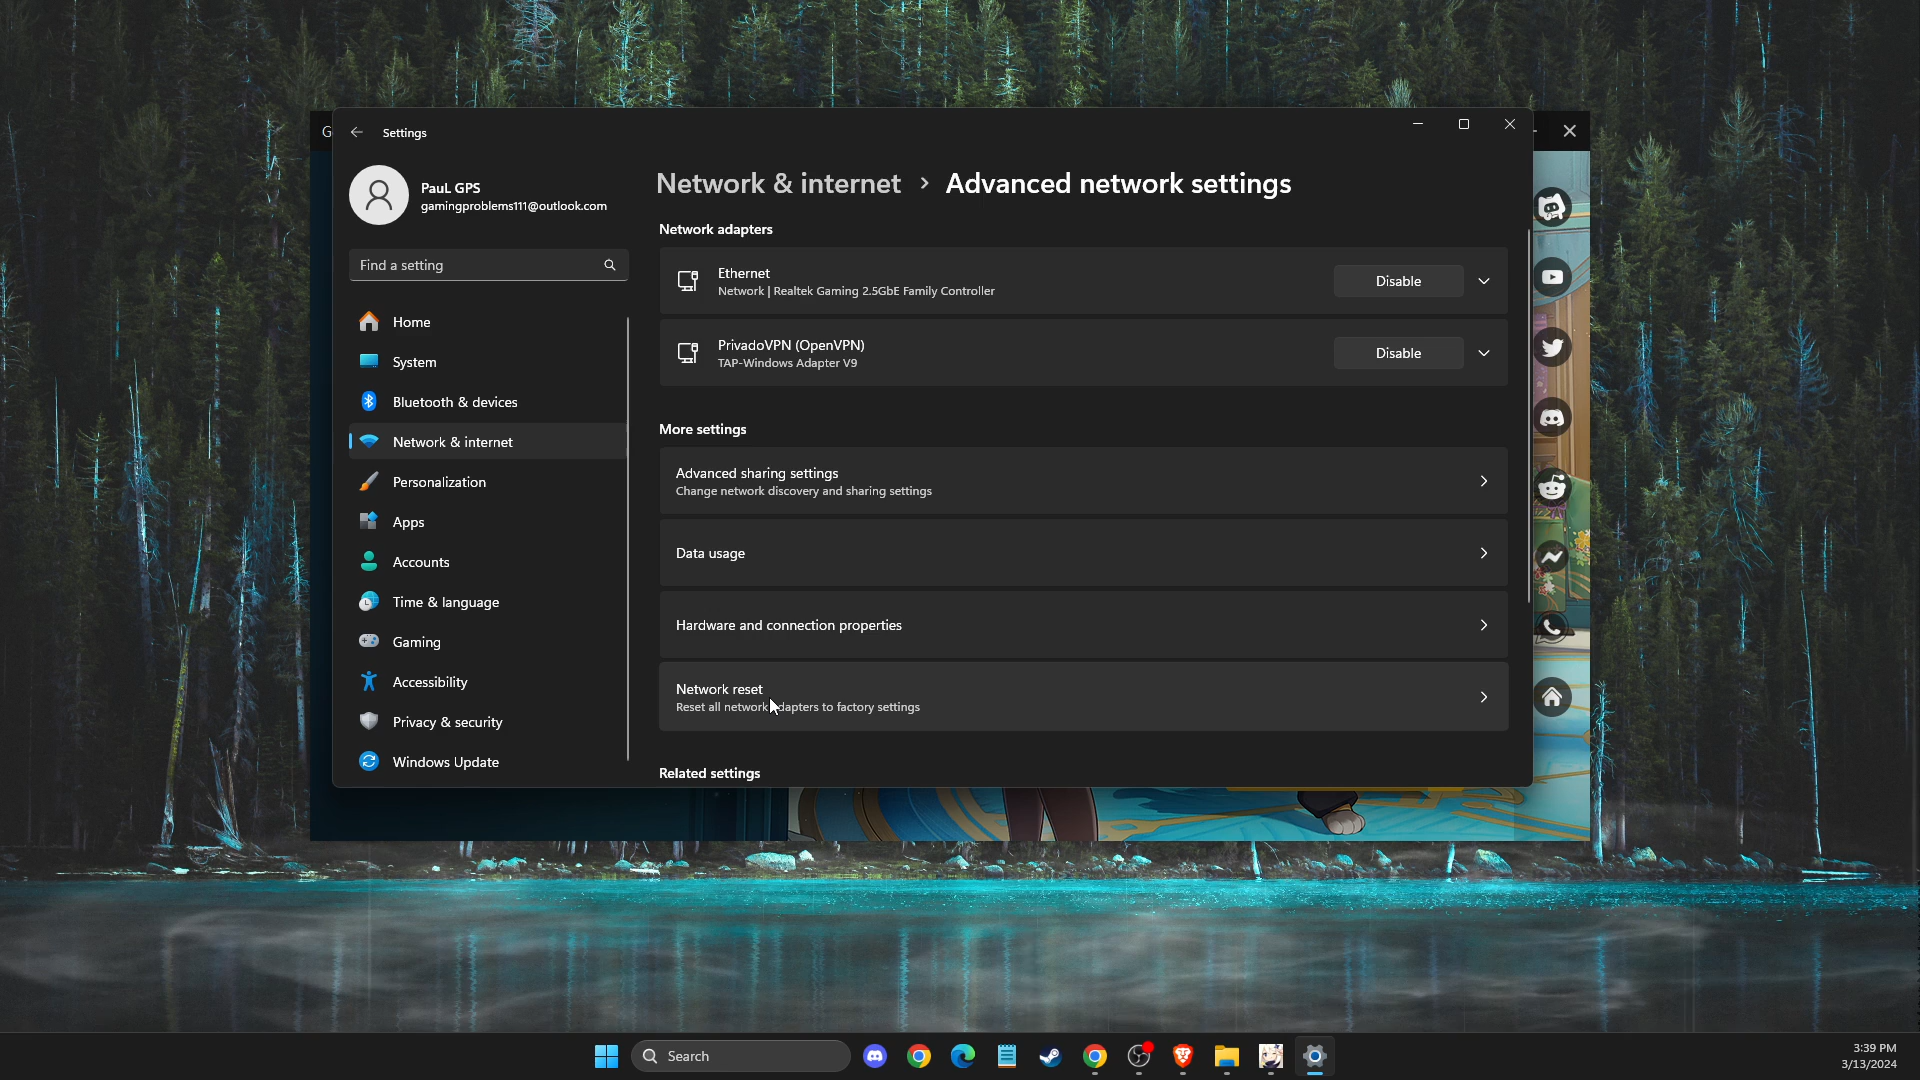 G
Settings
PauL GPS
gamingproblems111@outlook.com
Find a setting
Home
System
Bluetooth & devices
Network & internet
Personalization
Apps
Accounts
Time & language
Gaming
Accessibility
Privacy & security
Windows Update
Network & internet > Advanced network settings
Network adapters
Ethernet
Network | Realtek Gaming 2.5GbE Family Controller
Disable
PrivadoVPN (OpenVPN)
TAP-Windows Adapter V9
Disable
More settings
Advanced sharing settings
Change network discovery and sharing settings
Data usage
Hardware and connection properties
Network reset
Reset all network adapters to factory settings
Related settings
Search
3:39 PM
3/13/2024